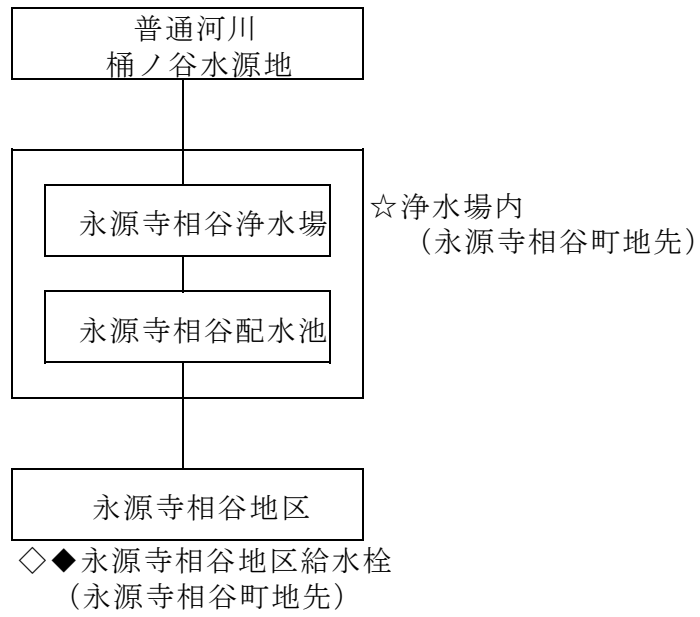 普通河川
桶ノ谷水源地
永源寺相谷浄水場
☆浄水場内
(永源寺相谷町地先)
永源寺相谷配水池
永源寺相谷地区
◇◆永源寺相谷地区給水栓
(永源寺相谷町地先)